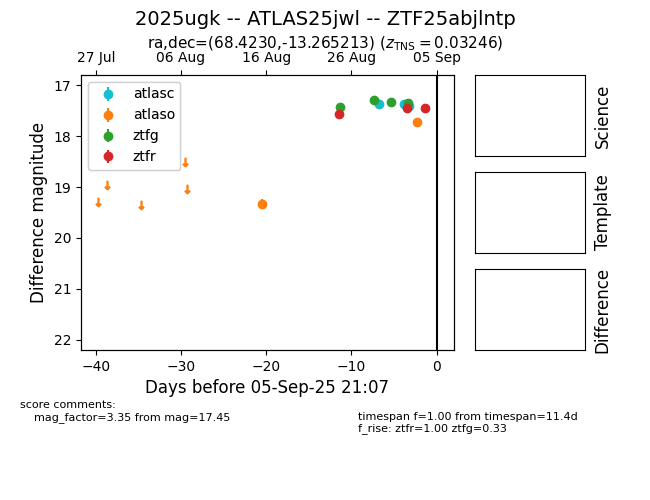 2025ugk -- ATLAS25jwl -- ZTF25abjlntp
ra,dec=(68.4230,-13.265213) (z_TNS = 0.03246)
27 Jul 06 Aug 16 Aug 26 Aug 05 Sep
atlasc
atlaso
ztfg
ztfr
Difference magnitude
17
18
19
20
21
22
−40 −30 −20 −10 0
Days before 05-Sep-25 21:07
Science
Template
Difference
score comments:
mag_factor=3.35 from mag=17.45
timespan f=1.00 from timespan=11.4d
f_rise: ztfr=1.00 ztfg=0.33